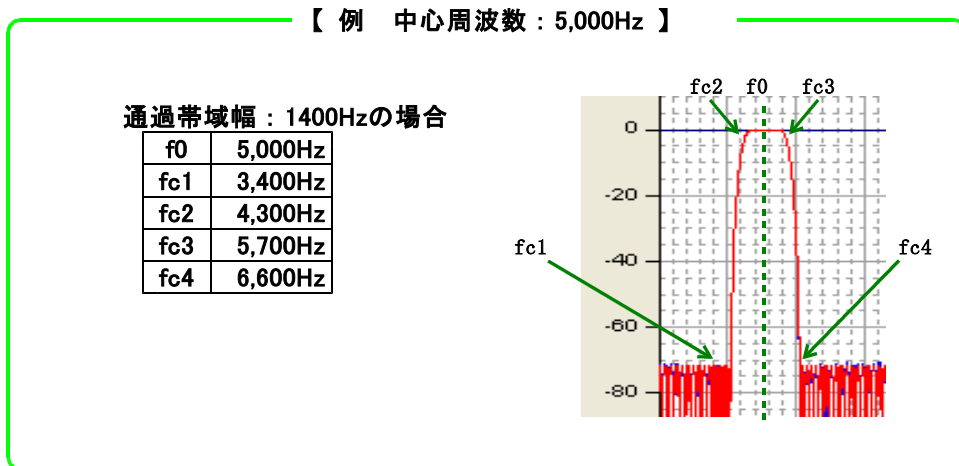 【 例　中心周波数：5,000Hz 】
通過帯域幅：1400Hzの場合
f0 5,000Hz
fc1 3,400Hz
fc2 4,300Hz
fc3 5,700Hz
fc4 6,600Hz
fc2 f0 fc3
0
-20
fc1 fc4
-40
-60
-80